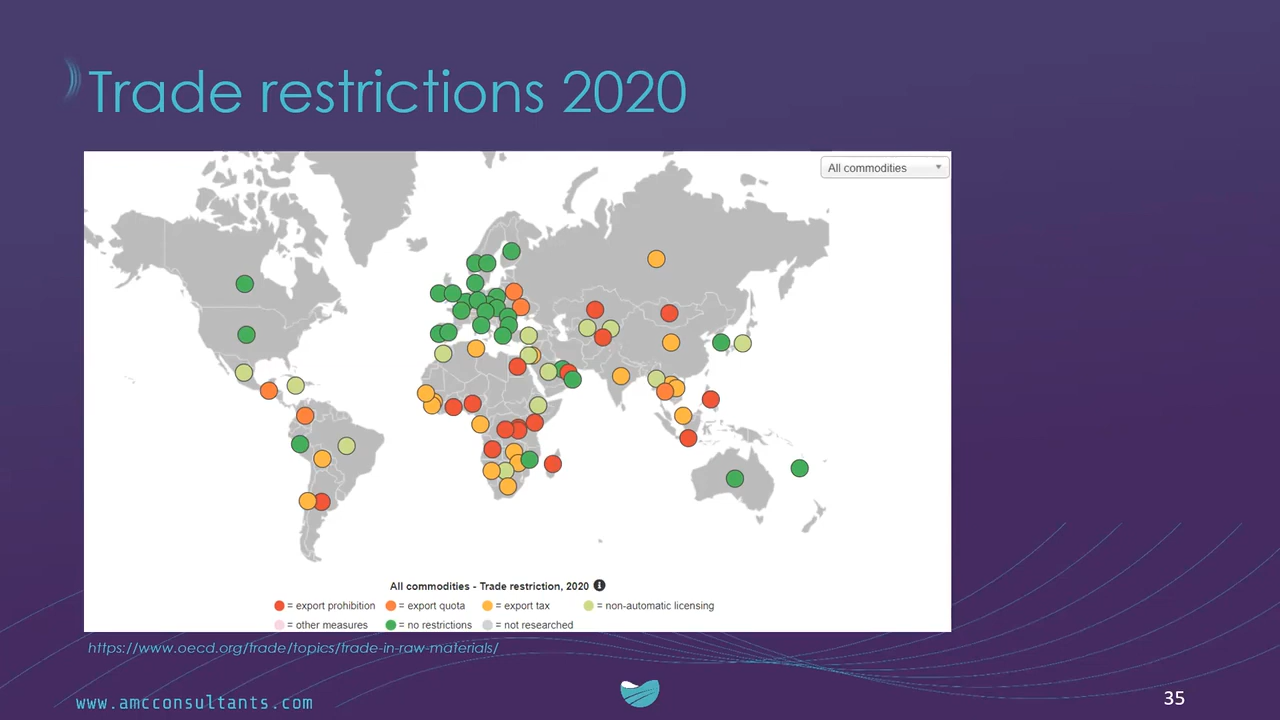 Trade restrictions 2020
All commodities
All commodities - Trade restriction, 2020
= export prohibition = export quota = export tax = non-automatic licensing
= other measures = no restrictions = not researched
https://www.oecd.org/trade/topics/trade-in-raw-materials/
www.amcconsultants.com
35